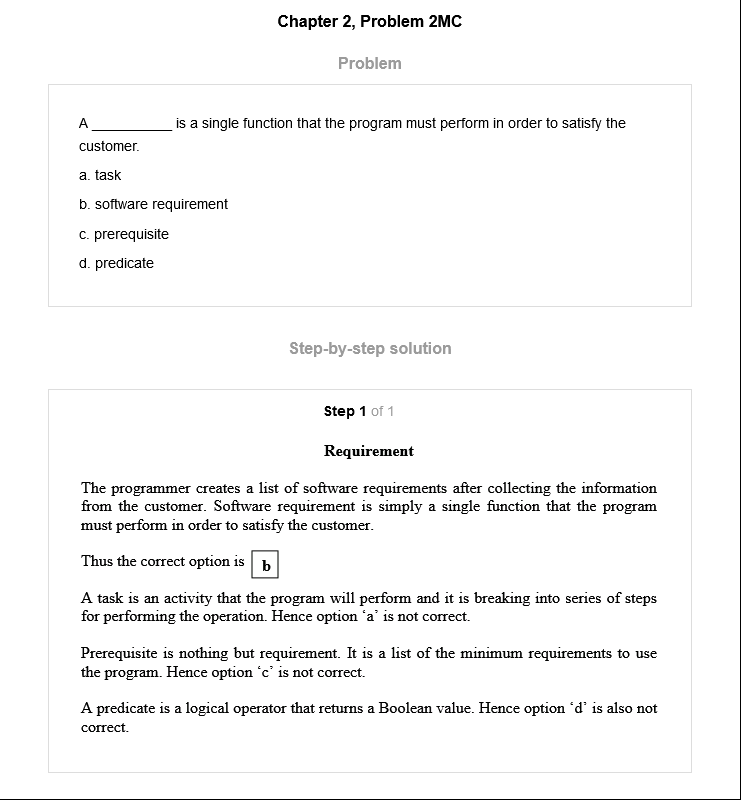 Chapter 2, Problem 2MC
Problem
A __________ is a single function that the program must perform in order to satisfy the
customer.
a. task
b. software requirement
c. prerequisite
d. predicate
Step-by-step solution
Step 1 of 1
Requirement
The programmer creates a list of software requirements after collecting the information
from the customer. Software requirement is simply a single function that the program
must perform in order to satisfy the customer.
Thus the correct option is b
A task is an activity that the program will perform and it is breaking into series of steps
for performing the operation. Hence option ‘a’ is not correct.
Prerequisite is nothing but requirement. It is a list of the minimum requirements to use
the program. Hence option ‘c’ is not correct.
A predicate is a logical operator that returns a Boolean value. Hence option ‘d’ is also not
correct.